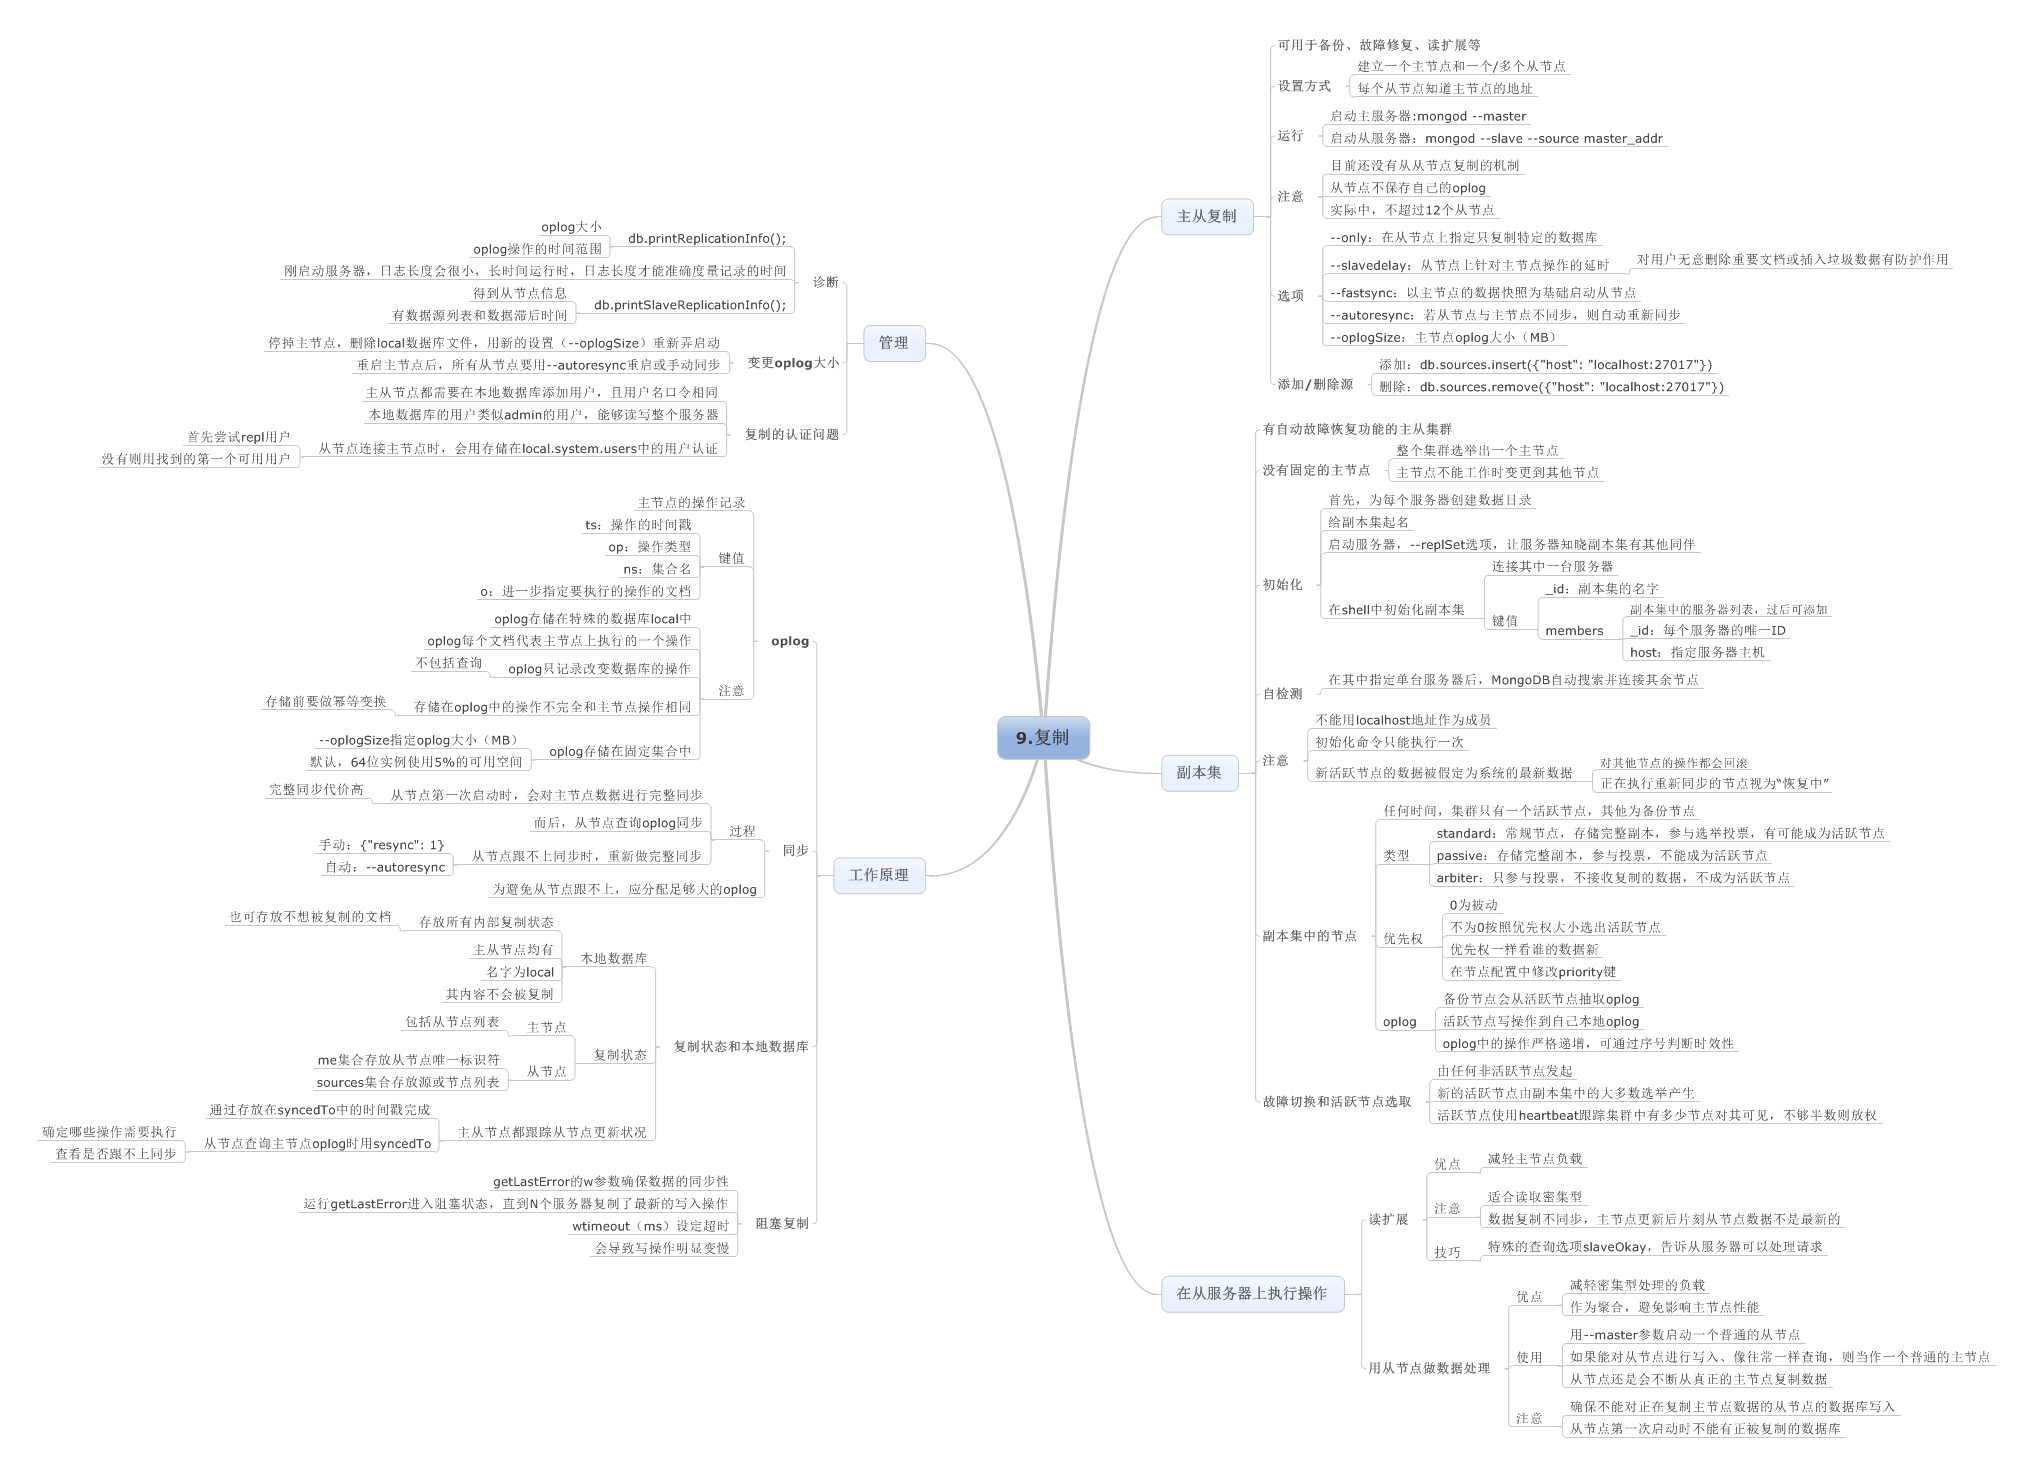 9.复制
主从复制
可用于备份、故障修复、读扩展等
设置方式
建立一个主节点和一个/多个从节点
每个从节点知道主节点的地址
运行
启动主服务器:mongod --master
启动从服务器：mongod --slave --source master_addr
注意
目前还没有从从节点复制的机制
从节点不保存自己的oplog
实际中，不超过12个从节点
选项
--only：在从节点上指定只复制特定的数据库
--slavedelay：从节点上针对主节点操作的延时
对用户无意删除重要文档或插入垃圾数据有防护作用
--fastsync：以主节点的数据快照为基础启动从节点
--autoresync：若从节点与主节点不同步，则自动重新同步
--oplogSize：主节点oplog大小（MB）
添加/删除源
添加：db.sources.insert({"host": "localhost:27017"})
删除：db.sources.remove({"host": "localhost:27017"})
副本集
有自动故障恢复功能的主从集群
没有固定的主节点
整个集群选举出一个主节点
主节点不能工作时变更到其他节点
初始化
首先，为每个服务器创建数据目录
给副本集起名
启动服务器，--replSet选项，让服务器知晓副本集有其他同伴
在shell中初始化副本集
连接其中一台服务器
键值
_id：副本集的名字
members
副本集中的服务器列表，过后可添加
_id：每个服务器的唯一ID
host：指定服务器主机
自检测
在其中指定单台服务器后，MongoDB自动搜索并连接其余节点
注意
不能用localhost地址作为成员
初始化命令只能执行一次
新活跃节点的数据被假定为系统的最新数据
对其他节点的操作都会回滚
正在执行重新同步的节点视为“恢复中”
副本集中的节点
任何时间，集群只有一个活跃节点，其他为备份节点
类型
standard：常规节点，存储完整副本，参与选举投票，有可能成为活跃节点
passive：存储完整副本，参与投票，不能成为活跃节点
arbiter：只参与投票，不接收复制的数据，不成为活跃节点
优先权
0为被动
不为0按照优先权大小选出活跃节点
优先权一样看谁的数据新
在节点配置中修改priority键
oplog
备份节点会从活跃节点抽取oplog
活跃节点写操作到自己本地oplog
oplog中的操作严格递增，可通过序号判断时效性
故障切换和活跃节点选取
由任何非活跃节点发起
新的活跃节点由副本集中的大多数选举产生
活跃节点使用heartbeat跟踪集群中有多少节点对其可见，不够半数则放权
在从服务器上执行操作
读扩展
优点
减轻主节点负载
注意
适合读取密集型
数据复制不同步，主节点更新后片刻从节点数据不是最新的
技巧
特殊的查询选项slaveOkay，告诉从服务器可以处理请求
用从节点做数据处理
优点
减轻密集型处理的负载
作为聚合，避免影响主节点性能
使用
用--master参数启动一个普通的从节点
如果能对从节点进行写入、像往常一样查询，则当作一个普通的主节点
从节点还是会不断从真正的主节点复制数据
注意
确保不能对正在复制主节点数据的从节点的数据库写入
从节点第一次启动时不能有正被复制的数据库
管理
诊断
db.printReplicationInfo();
oplog大小
oplog操作的时间范围
刚启动服务器，日志长度会很小，长时间运行时，日志长度才能准确度量记录的时间
db.printSlaveReplicationInfo();
得到从节点信息
有数据源列表和数据滞后时间
变更oplog大小
停掉主节点，删除local数据库文件，用新的设置（--oplogSize）重新弄启动
重启主节点后，所有从节点要用--autoresync重启或手动同步
复制的认证问题
主从节点都需要在本地数据库添加用户，且用户名口令相同
本地数据库的用户类似admin的用户，能够读写整个服务器
从节点连接主节点时，会用存储在local.system.users中的用户认证
首先尝试repl用户
没有则用找到的第一个可用用户
工作原理
oplog
主节点的操作记录
键值
ts：操作的时间戳
op：操作类型
ns：集合名
o：进一步指定要执行的操作的文档
注意
oplog存储在特殊的数据库local中
oplog每个文档代表主节点上执行的一个操作
oplog只记录改变数据库的操作
不包括查询
存储在oplog中的操作不完全和主节点操作相同
存储前要做幂等变换
oplog存储在固定集合中
--oplogSize指定oplog大小（MB）
默认，64位实例使用5%的可用空间
同步
过程
从节点第一次启动时，会对主节点数据进行完整同步
完整同步代价高
而后，从节点查询oplog同步
从节点跟不上同步时，重新做完整同步
手动：{"resync": 1}
自动：--autoresync
为避免从节点跟不上，应分配足够大的oplog
复制状态和本地数据库
本地数据库
存放所有内部复制状态
也可存放不想被复制的文档
主从节点均有
名字为local
其内容不会被复制
复制状态
主节点
包括从节点列表
从节点
me集合存放从节点唯一标识符
sources集合存放源或节点列表
主从节点都跟踪从节点更新状况
通过存放在syncedTo中的时间戳完成
从节点查询主节点oplog时用syncedTo
确定哪些操作需要执行
查看是否跟不上同步
阻塞复制
getLastError的w参数确保数据的同步性
运行getLastError进入阻塞状态，直到N个服务器复制了最新的写入操作
wtimeout（ms）设定超时
会导致写操作明显变慢